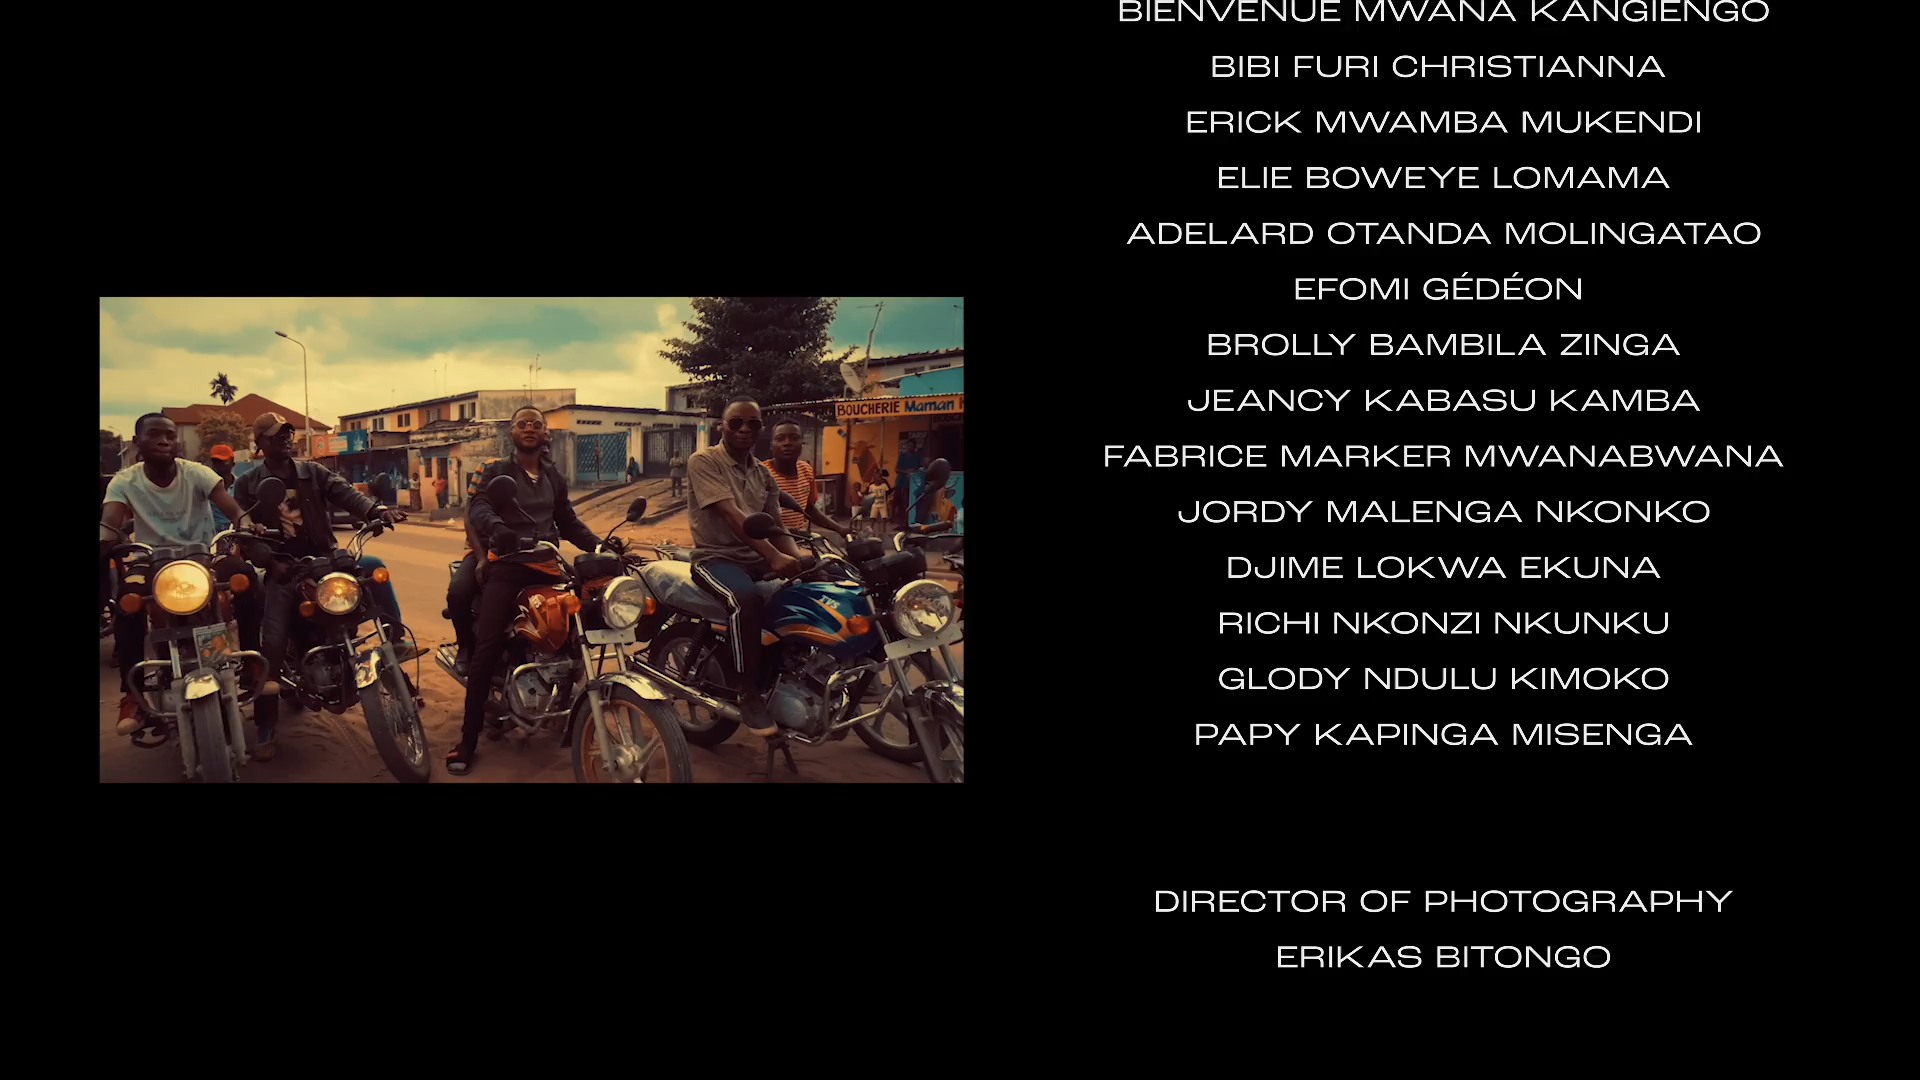 BOUCHERIE Maman
TVS
BIENVENUE MWANA KANGIENGO
BIBI FURI CHRISTIANNA
ERICK MWAMBA MUKENDI
ELIE BOWEYE LOMAMA
ADELARD OTANDA MOLINGATAO
EFOMI GÉDÉON
BROLLY BAMBILA ZINGA
JEANCY KABASU KAMBA
FABRICE MARKER MWANABWANA
JORDY MALENGA NKONKO
DJIME LOKWA EKUNA
RICHI NKONZI NKUNKU
GLODY NDULU KIMOKO
PAPY KAPINGA MISENGA
DIRECTOR OF PHOTOGRAPHY
ERIKAS BITONGO